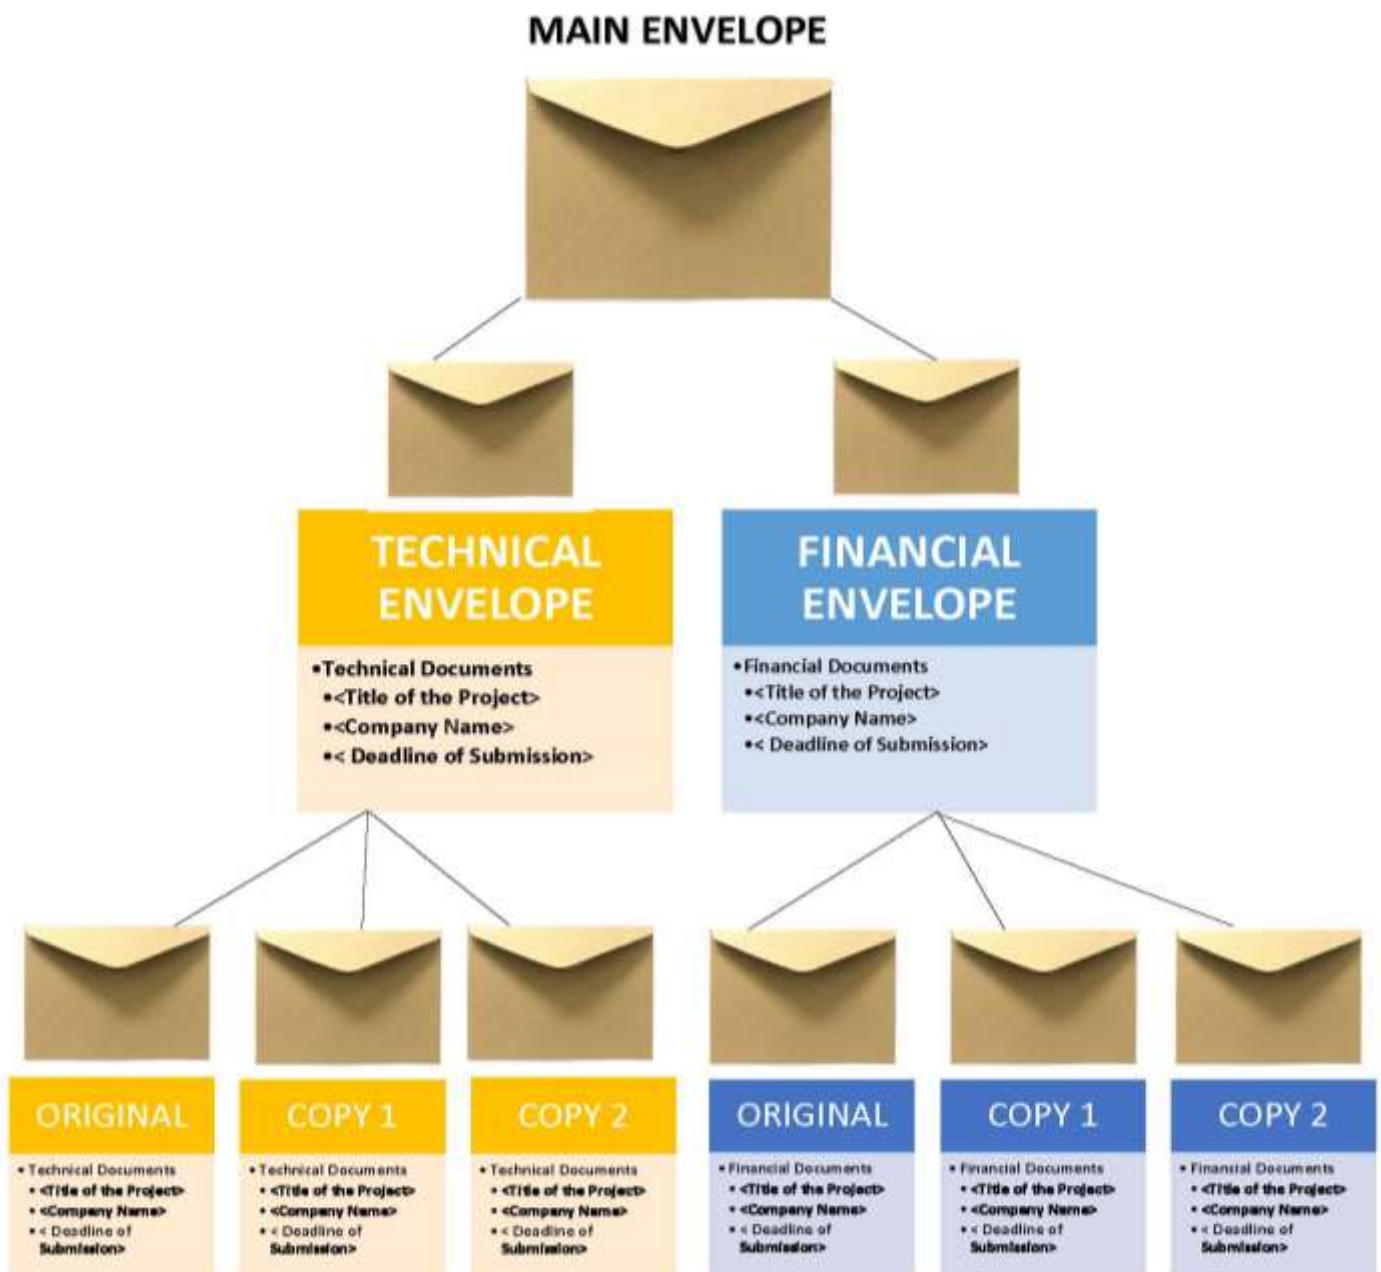 MAIN ENVELOPE
TECHNICAL
ENVELOPE
•Technical Documents
•<Title of the Project>
•<Company Name>
•< Deadline of Submission>
FINANCIAL
ENVELOPE
•Financial Documents
•<Title of the Project>
•<Company Name>
•< Deadline of Submission>
ORIGINAL
• Technical Documents
• <Title of the Project>
• <Company Name>
• < Deadline of
Submission>
COPY 1
• Technical Documents
• <Title of the Project>
• <Company Name>
• < Deadline of
Submission>
COPY 2
• Technical Documents
• <Title of the Project>
• <Company Name>
• < Deadline of
Submission>
ORIGINAL
• Financial Documents
• <Title of the Project>
• <Company Name>
• < Deadline of
Submission>
COPY 1
• Financial Documents
• <Title of the Project>
• <Company Name>
• < Deadline of
Submission>
COPY 2
• Financial Documents
• <Title of the Project>
• <Company Name>
• < Deadline of
Submission>